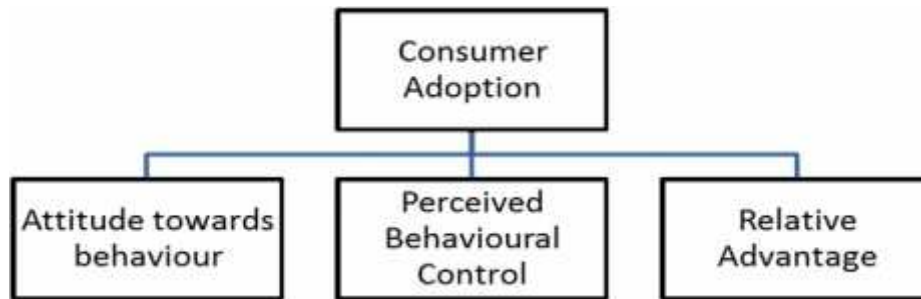 Consumer
Adoption
Attitude towards
behaviour
Perceived
Behavioural
Control
Relative
Advantage